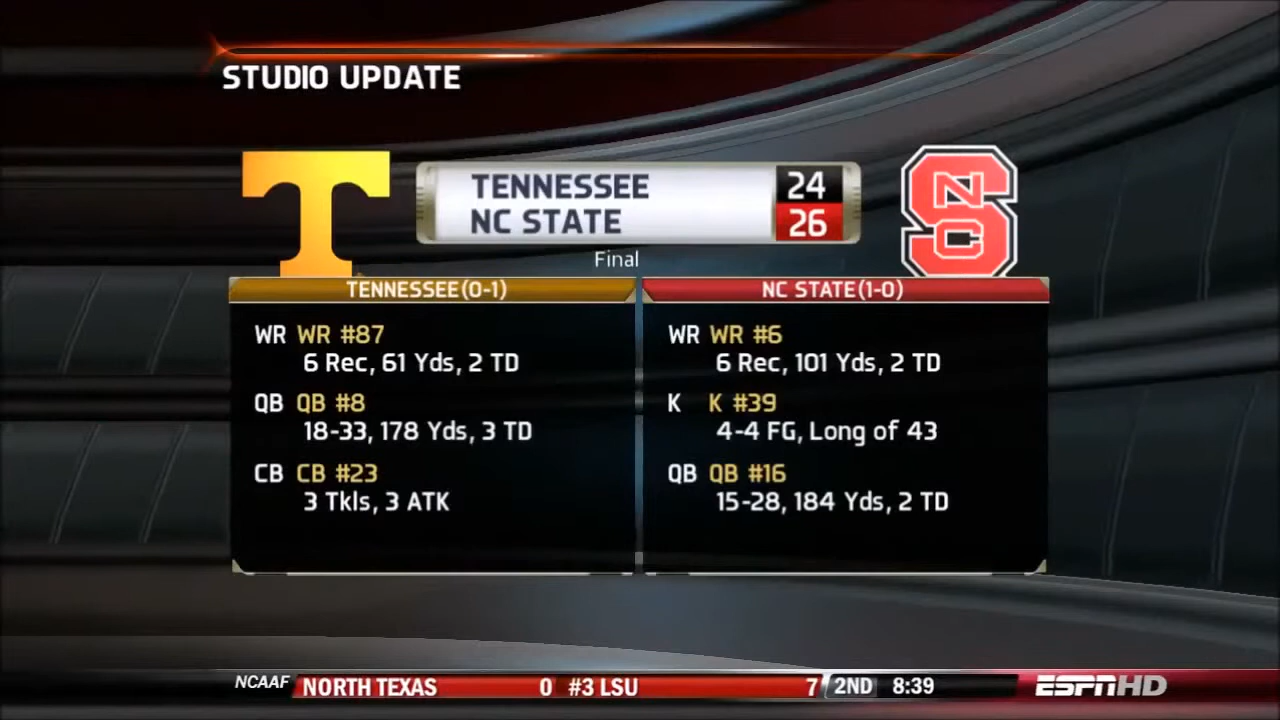 STUDIO UPDATE
T
TENNESSEE 24
NC STATE 26
NCS
Final
TENNESSEE(0-1)
WR WR #87
6 Rec, 61 Yds, 2 TD
QB QB #8
18-33, 178 Yds, 3 TD
CB CB #23
3 Tkls, 3 ATK
NC STATE(1-0)
WR WR #6
6 Rec, 101 Yds, 2 TD
K K #39
4-4 FG, Long of 43
QB QB #16
15-28, 184 Yds, 2 TD
NCAAF NORTH TEXAS 0 #3 LSU 7 2ND 8:39 ESPNHD